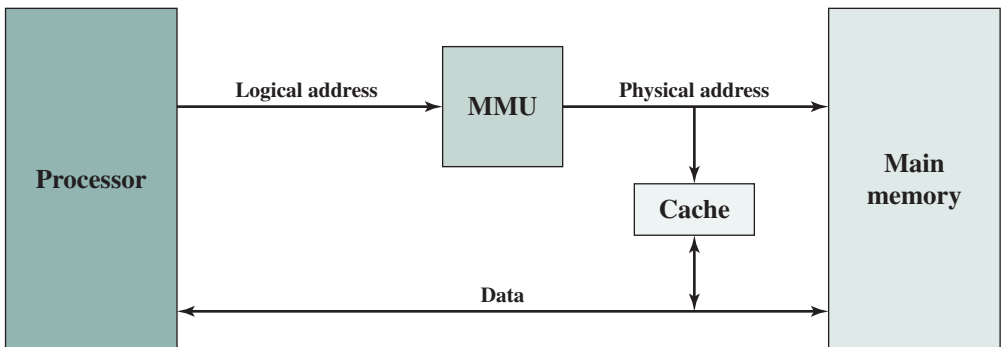 Logical address
Physical address
MMU
Processor
Main
memory
Cache
Data